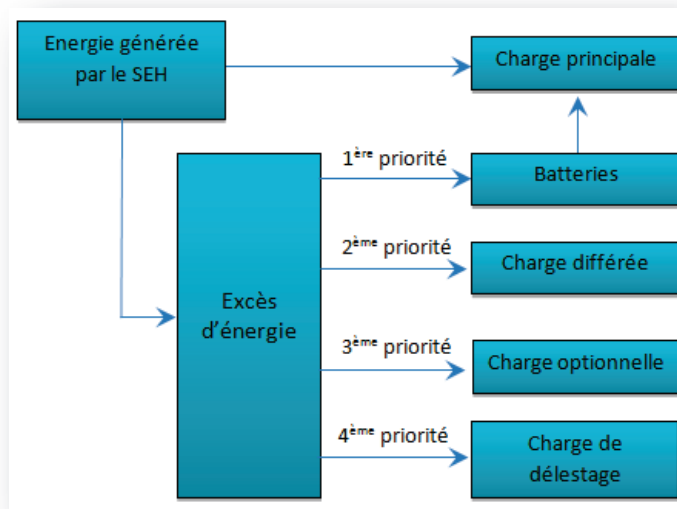 Energie générée
par le SEH
Charge principale
1ère priorité
Batteries
2ème priorité
Charge différée
Excès
d'énergie
3ème priorité
Charge optionnelle
4ème priorité
Charge de
délestage